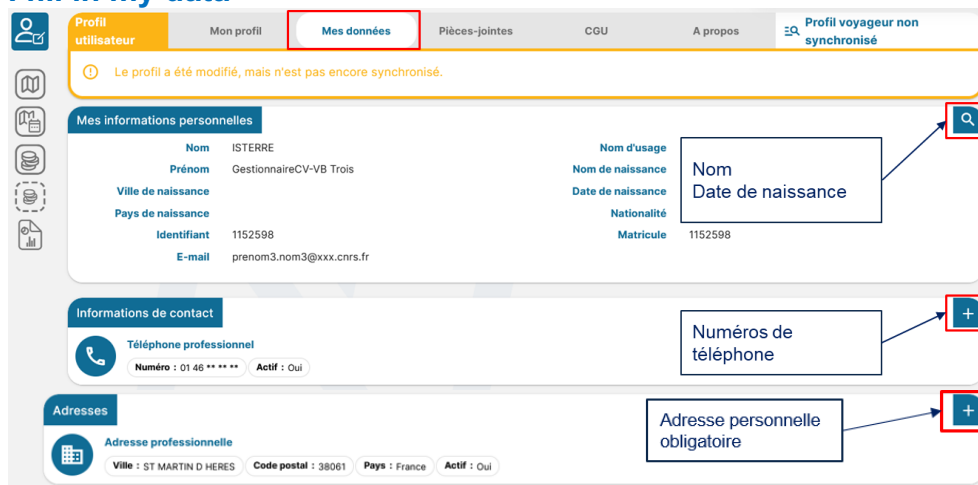 Profil utilisateur
Mon profil
Mes données
Pièces-jointes
CGU
A propos
Profil voyageur non synchronisé
Le profil a été modifié, mais n'est pas encore synchronisé.
Mes informations personnelles
Nom ISTERRE
Nom d'usage
Prénom GestionnaireCV-VB Trois
Nom de naissance
Ville de naissance
Date de naissance
Pays de naissance
Nationalité
Identifiant 1152598
Matricule 1152598
E-mail prenom3.nom3@xxx.cnrs.fr
Nom
Date de naissance
Informations de contact
Téléphone professionnel
Numéro : 01 46 ** ** ** Actif : Oui
Numéros de
téléphone
Adresses
Adresse professionnelle
Ville : ST MARTIN D HERES Code postal : 38061 Pays : France Actif : Oui
Adresse personnelle
obligatoire